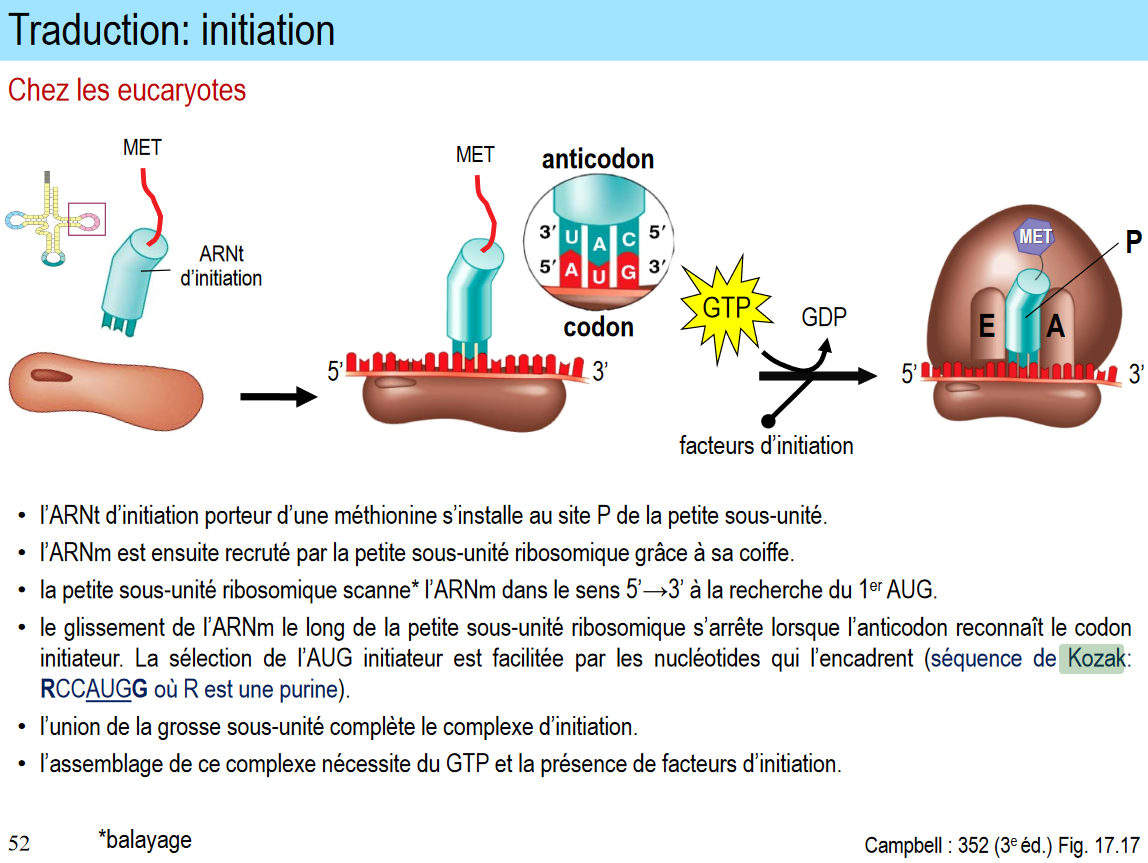 Traduction: initiation
Chez les eucaryotes
MET
ARNt
d’initiation
MET
anticodon
3’ U A C 5’
5’ A U G 3’
codon
5’ 3’
GTP
GDP
facteurs d’initiation
MET
P
E A
5’ 3’
• l’ARNt d’initiation porteur d’une méthionine s’installe au site P de la petite sous-unité.
• l’ARNm est ensuite recruté par la petite sous-unité ribosomique grâce à sa coiffe.
• la petite sous-unité ribosomique scanne* l’ARNm dans le sens 5’→3’ à la recherche du 1er AUG.
• le glissement de l’ARNm le long de la petite sous-unité ribosomique s’arrête lorsque l’anticodon reconnaît le codon
initiateur. La sélection de l’AUG initiateur est facilitée par les nucléotides qui l’encadrent (séquence de Kozak:
RCCAUGG où R est une purine).
• l’union de la grosse sous-unité complète le complexe d’initiation.
• l’assemblage de ce complexe nécessite du GTP et la présence de facteurs d’initiation.
52
*balayage
Campbell : 352 (3e éd.) Fig. 17.17